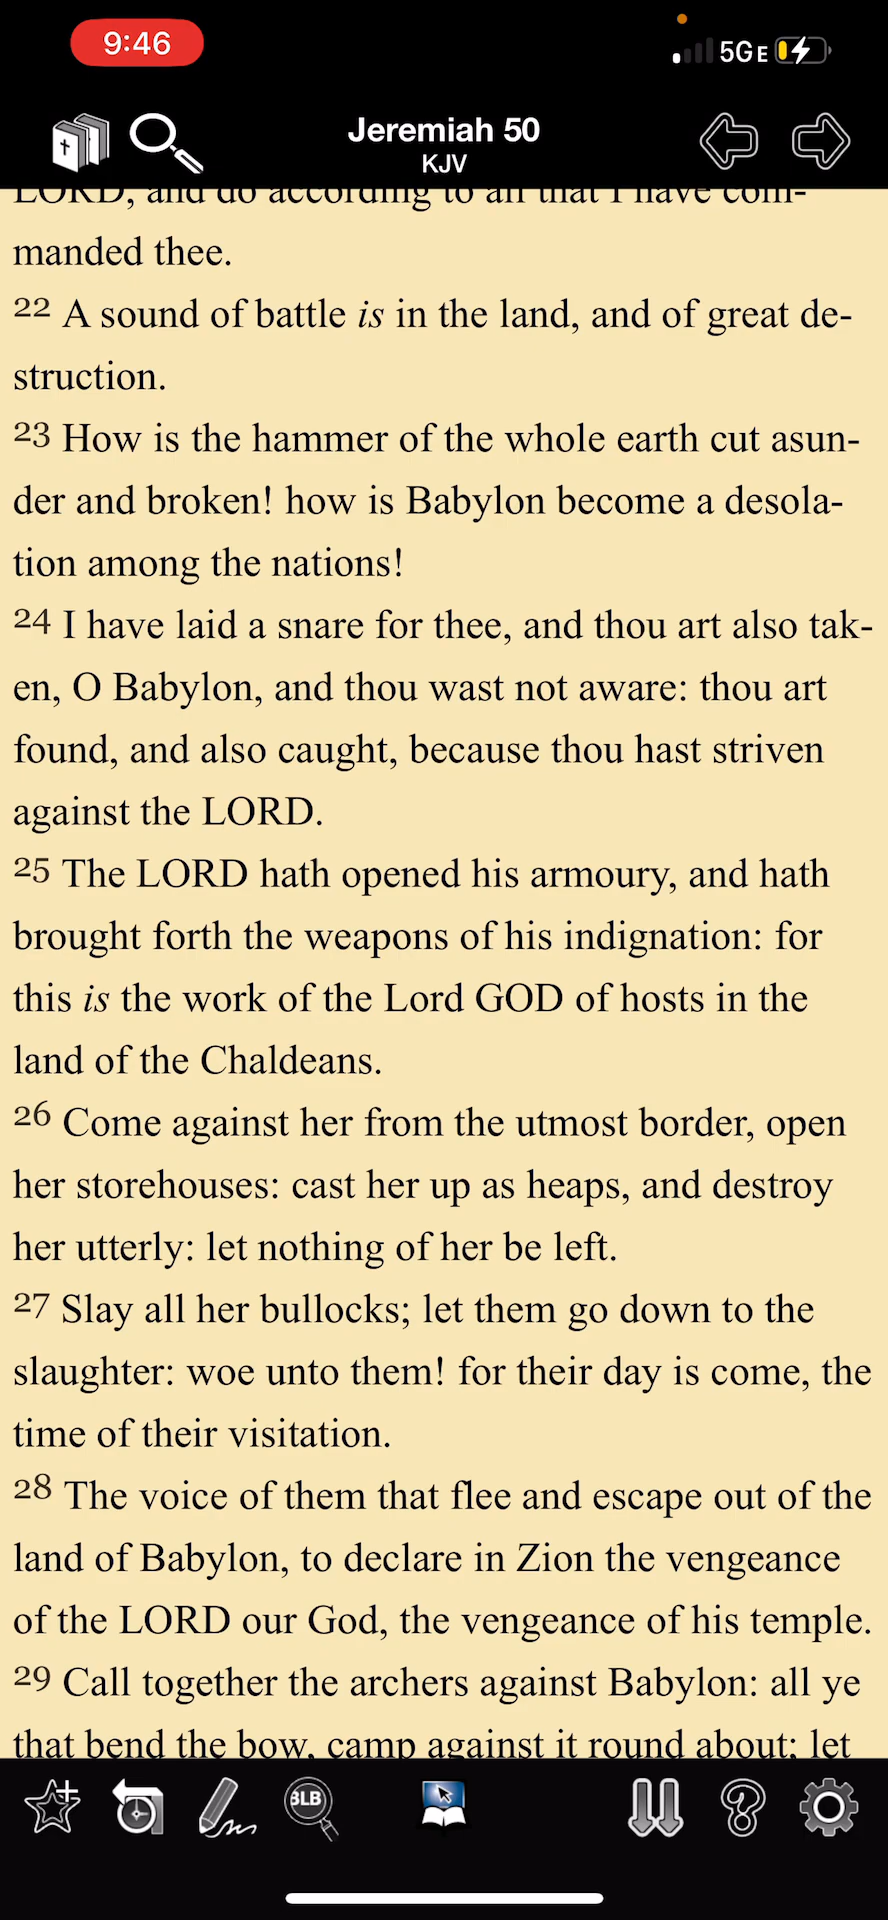 9:46
5GE
Jeremiah 50
KJV
LORD, and do according to all that I have com-
manded thee.
22 A sound of battle is in the land, and of great de-
struction.
23 How is the hammer of the whole earth cut asun-
der and broken! how is Babylon become a desola-
tion among the nations!
24 I have laid a snare for thee, and thou art also tak-
en, O Babylon, and thou wast not aware: thou art
found, and also caught, because thou hast striven
against the LORD.
25 The LORD hath opened his armoury, and hath
brought forth the weapons of his indignation: for
this is the work of the Lord GOD of hosts in the
land of the Chaldeans.
26 Come against her from the utmost border, open
her storehouses: cast her up as heaps, and destroy
her utterly: let nothing of her be left.
27 Slay all her bullocks; let them go down to the
slaughter: woe unto them! for their day is come, the
time of their visitation.
28 The voice of them that flee and escape out of the
land of Babylon, to declare in Zion the vengeance
of the LORD our God, the vengeance of his temple.
29 Call together the archers against Babylon: all ye
that bend the bow, camp against it round about; let
BLB